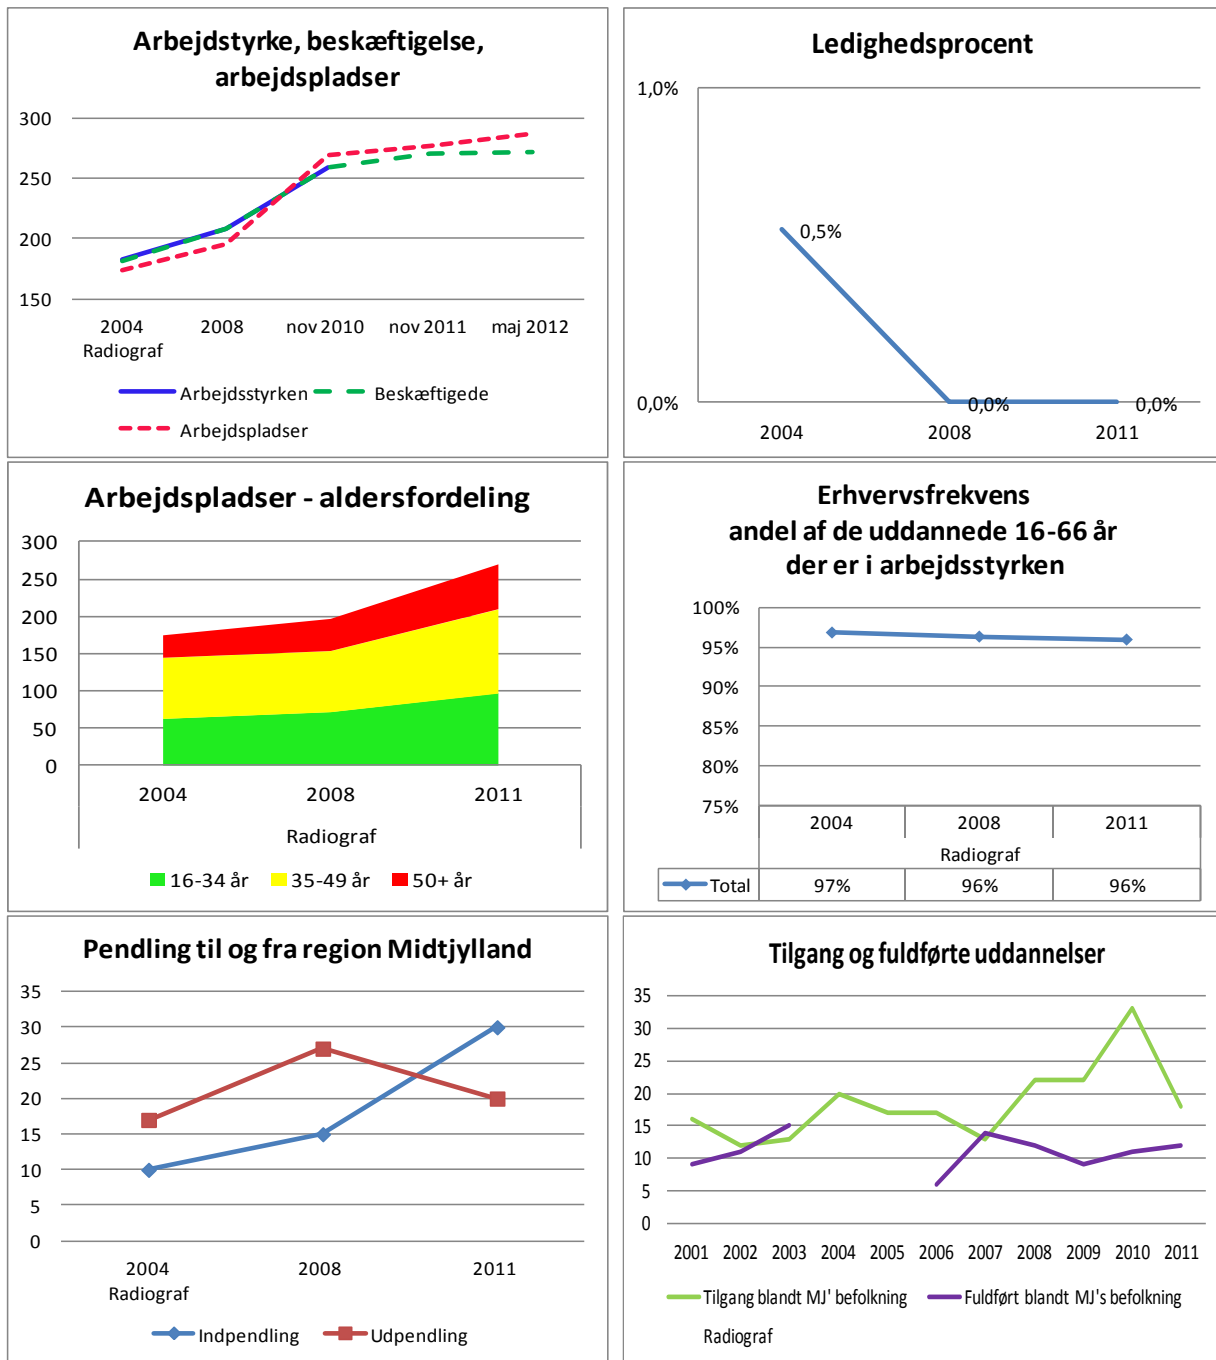 Arbejdstyrke, beskæftigelse,
arbejdspladser
300
250
200
150
2004
2008
nov 2010
nov 2011
maj 2012
Radiograf
Arbejdsstyrken
Beskæftigede
Arbejdspladser
Ledighedsprocent
1,0%
0,5%
0,0%
0,0%
0,0%
2004
2008
2011
Arbejdspladser - aldersfordeling
300
250
200
150
100
50
0
2004
2008
2011
Radiograf
16-34 år
35-49 år
50+ år
Erhvervsfrekvens
andel af de uddannede 16-66 år
der er i arbejdsstyrken
100%
95%
90%
85%
80%
75%
2004
2008
2011
Radiograf
Total
97%
96%
96%
Pendling til og fra region Midtjylland
35
30
25
20
15
10
5
0
2004
2008
2011
Radiograf
Indpendling
Udpendling
Tilgang og fuldførte uddannelser
35
30
25
20
15
10
5
0
2001 2002 2003 2004 2005 2006 2007 2008 2009 2010 2011
Tilgang blandt MJ' befolkning
Fuldført blandt MJ's befolkning
Radiograf